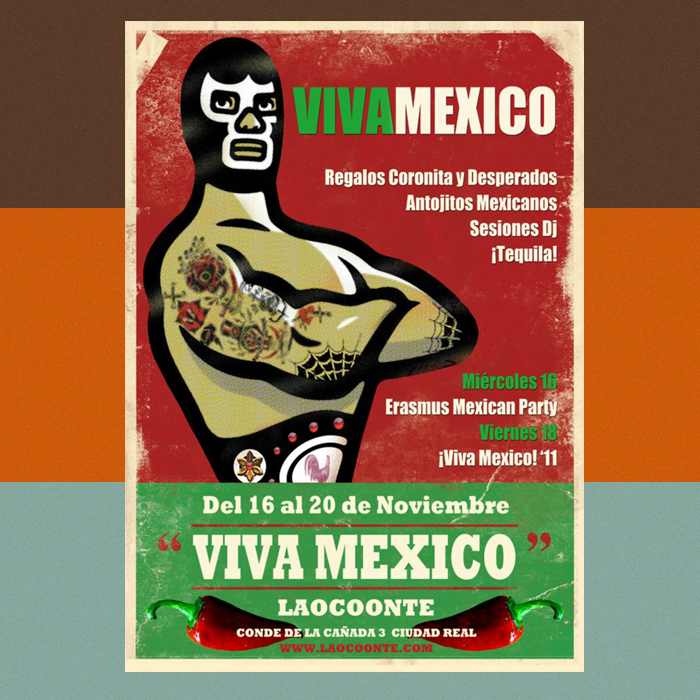 VIVAMEXICO
Regalos Coronita y Desperados
Antojitos Mexicanos
Sesiones Dj
¡Tequila!
Miércoles 16
Erasmus Mexican Party
Viernes 18
¡Viva Mexico! '11
Del 16 al 20 de Noviembre
“ VIVA MEXICO ”
LAOCOONTE
CONDE DE LA CAÑADA 3 CIUDAD REAL
WWW.LAOCOONTE.COM